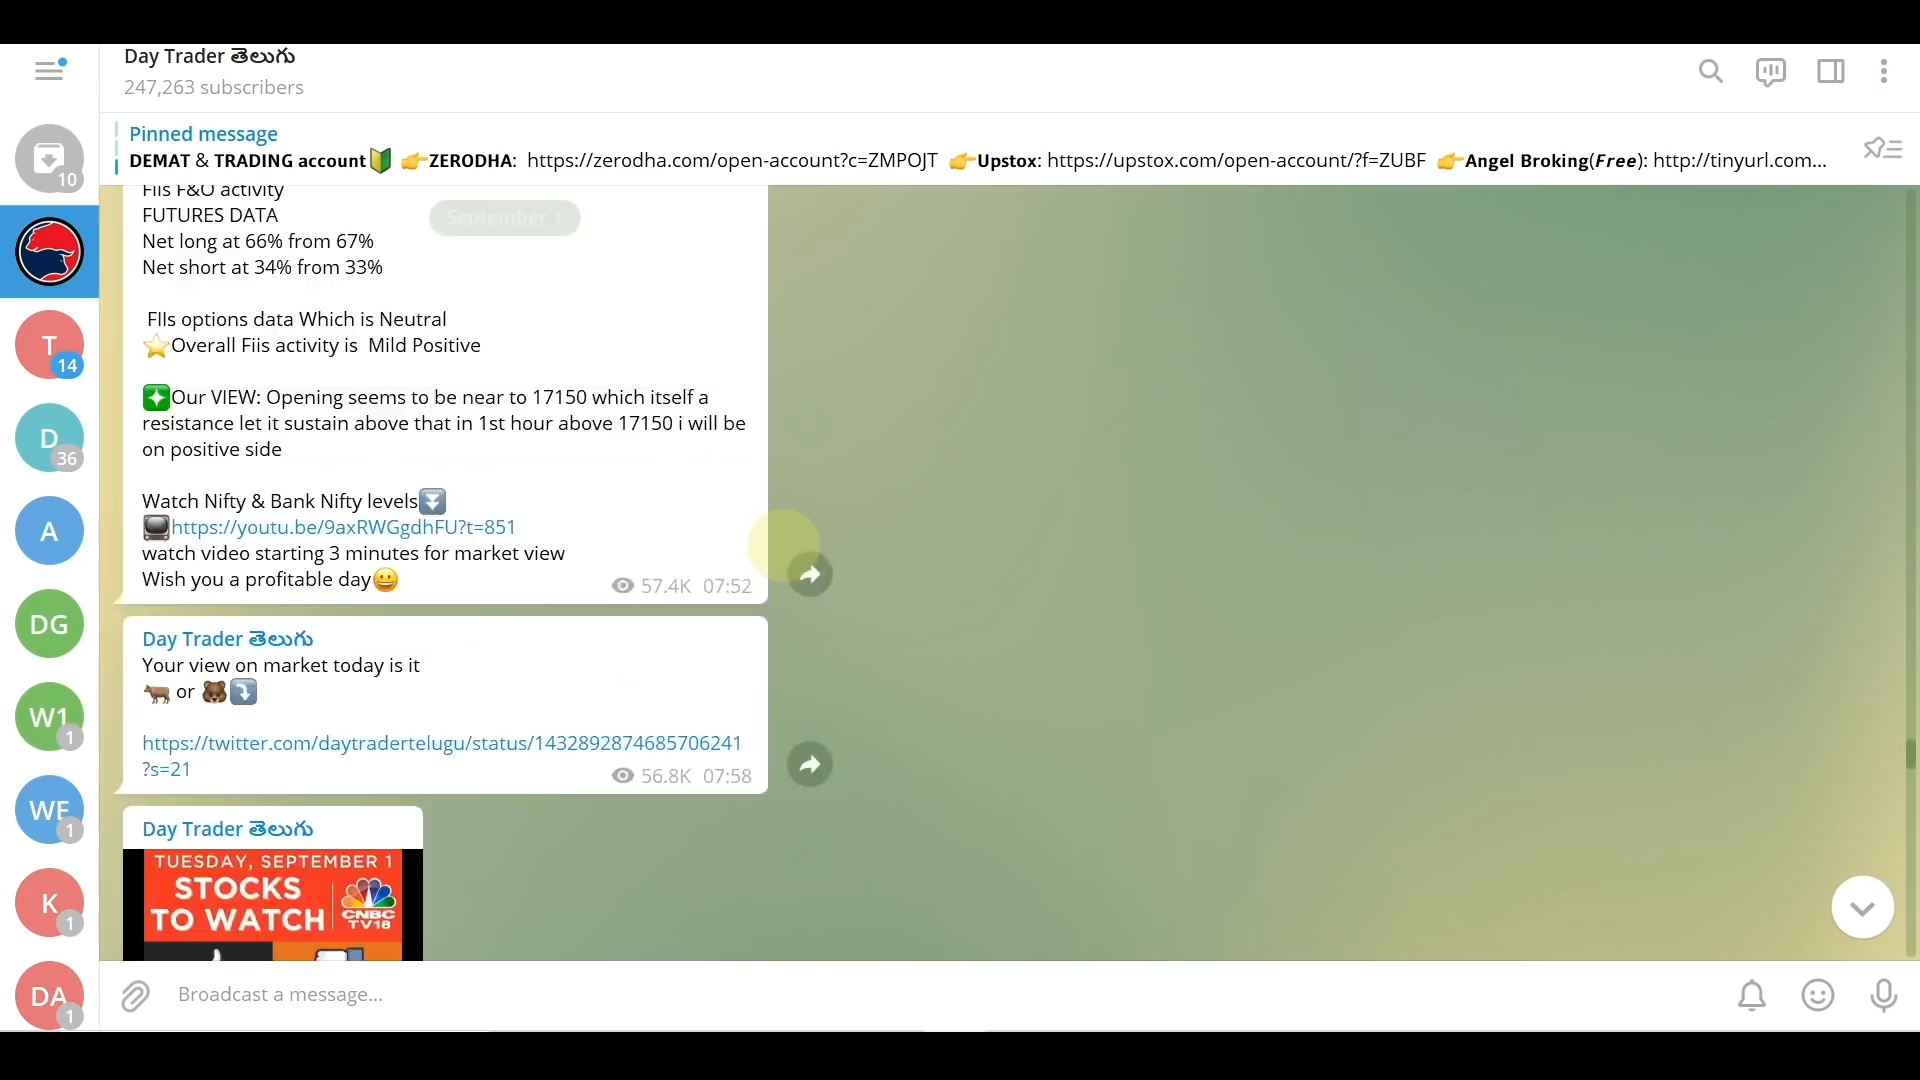 Day Trader తెలుగు
247,263 subscribers
Pinned message
DEMAT & TRADING account🔰 👉ZERODHA: https://zerodha.com/open-account?c=ZMPOJT 👉Upstox: https://upstox.com/open-account/?f=ZUBF 👉Angel Broking(Free): http://tinyurl.com...
10
14
T
D
36
A
DG
W1
1
WE
1
K
1
DA
1
September 1
FIIs F&O activity
FUTURES DATA
Net long at 66% from 67%
Net short at 34% from 33%
FIIs options data Which is Neutral
⭐Overall Fiis activity is Mild Positive
❇️Our VIEW: Opening seems to be near to 17150 which itself a
resistance let it sustain above that in 1st hour above 17150 i will be
on positive side
Watch Nifty & Bank Nifty levels⏬
📺https://youtu.be/9axRWGgdhFU?t=851
watch video starting 3 minutes for market view
Wish you a profitable day😀
57.4K 07:52
Day Trader తెలుగు
Your view on market today is it
🐂 or 🐻⤵️
https://twitter.com/daytradertelugu/status/1432892874685706241
?s=21
56.8K 07:58
Day Trader తెలుగు
TUESDAY, SEPTEMBER 1
STOCKS
TO WATCH
CNBC
TV18
Broadcast a message...